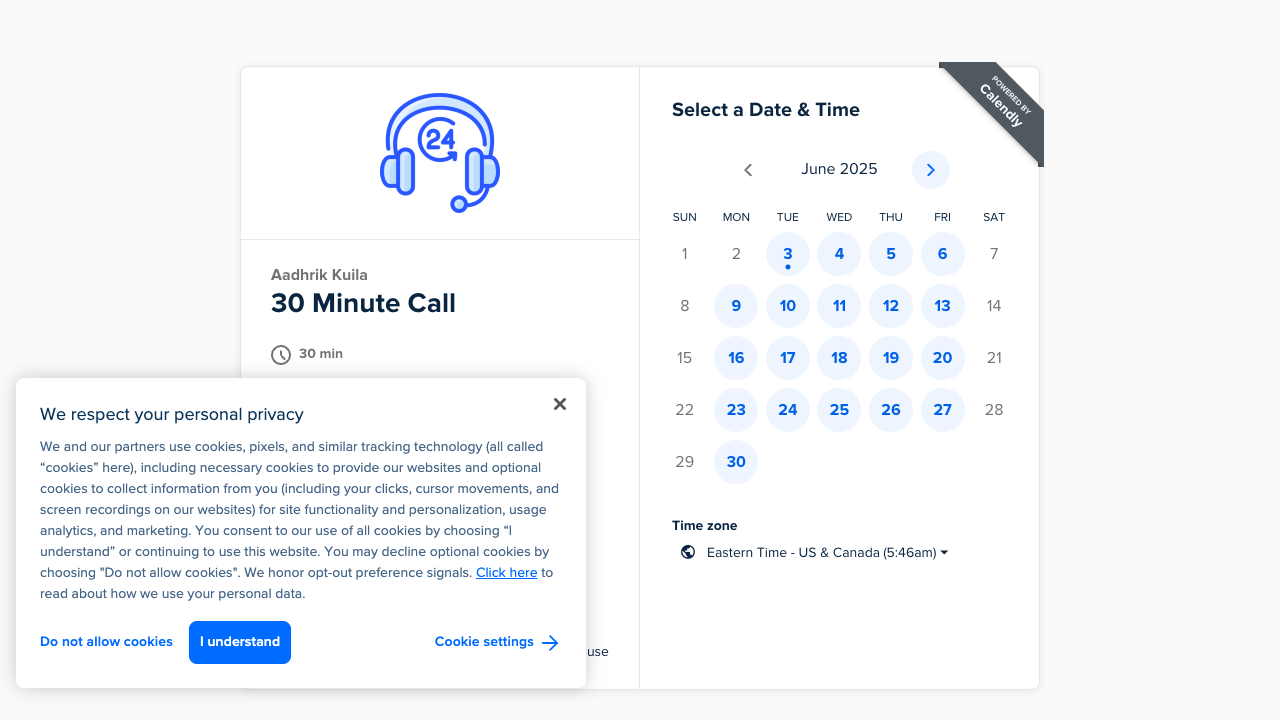 24
POWERED BY
Calendly
Aadhrik Kuila
30 Minute Call
30 min
Select a Date & Time
June 2025
SUN MON TUE WED THU FRI SAT
1 2 3 4 5 6 7
8 9 10 11 12 13 14
15 16 17 18 19 20 21
22 23 24 25 26 27 28
29 30
Time zone
Eastern Time - US & Canada (5:46am)
We respect your personal privacy
We and our partners use cookies, pixels, and similar tracking technology (all called
“cookies” here), including necessary cookies to provide our websites and optional
cookies to collect information from you (including your clicks, cursor movements, and
screen recordings on our websites) for site functionality and personalization, usage
analytics, and marketing. You consent to our use of all cookies by choosing “I
understand” or continuing to use this website. You may decline optional cookies by
choosing "Do not allow cookies". We honor opt-out preference signals. Click here to
read about how we use your personal data.
Do not allow cookies I understand Cookie settings
use